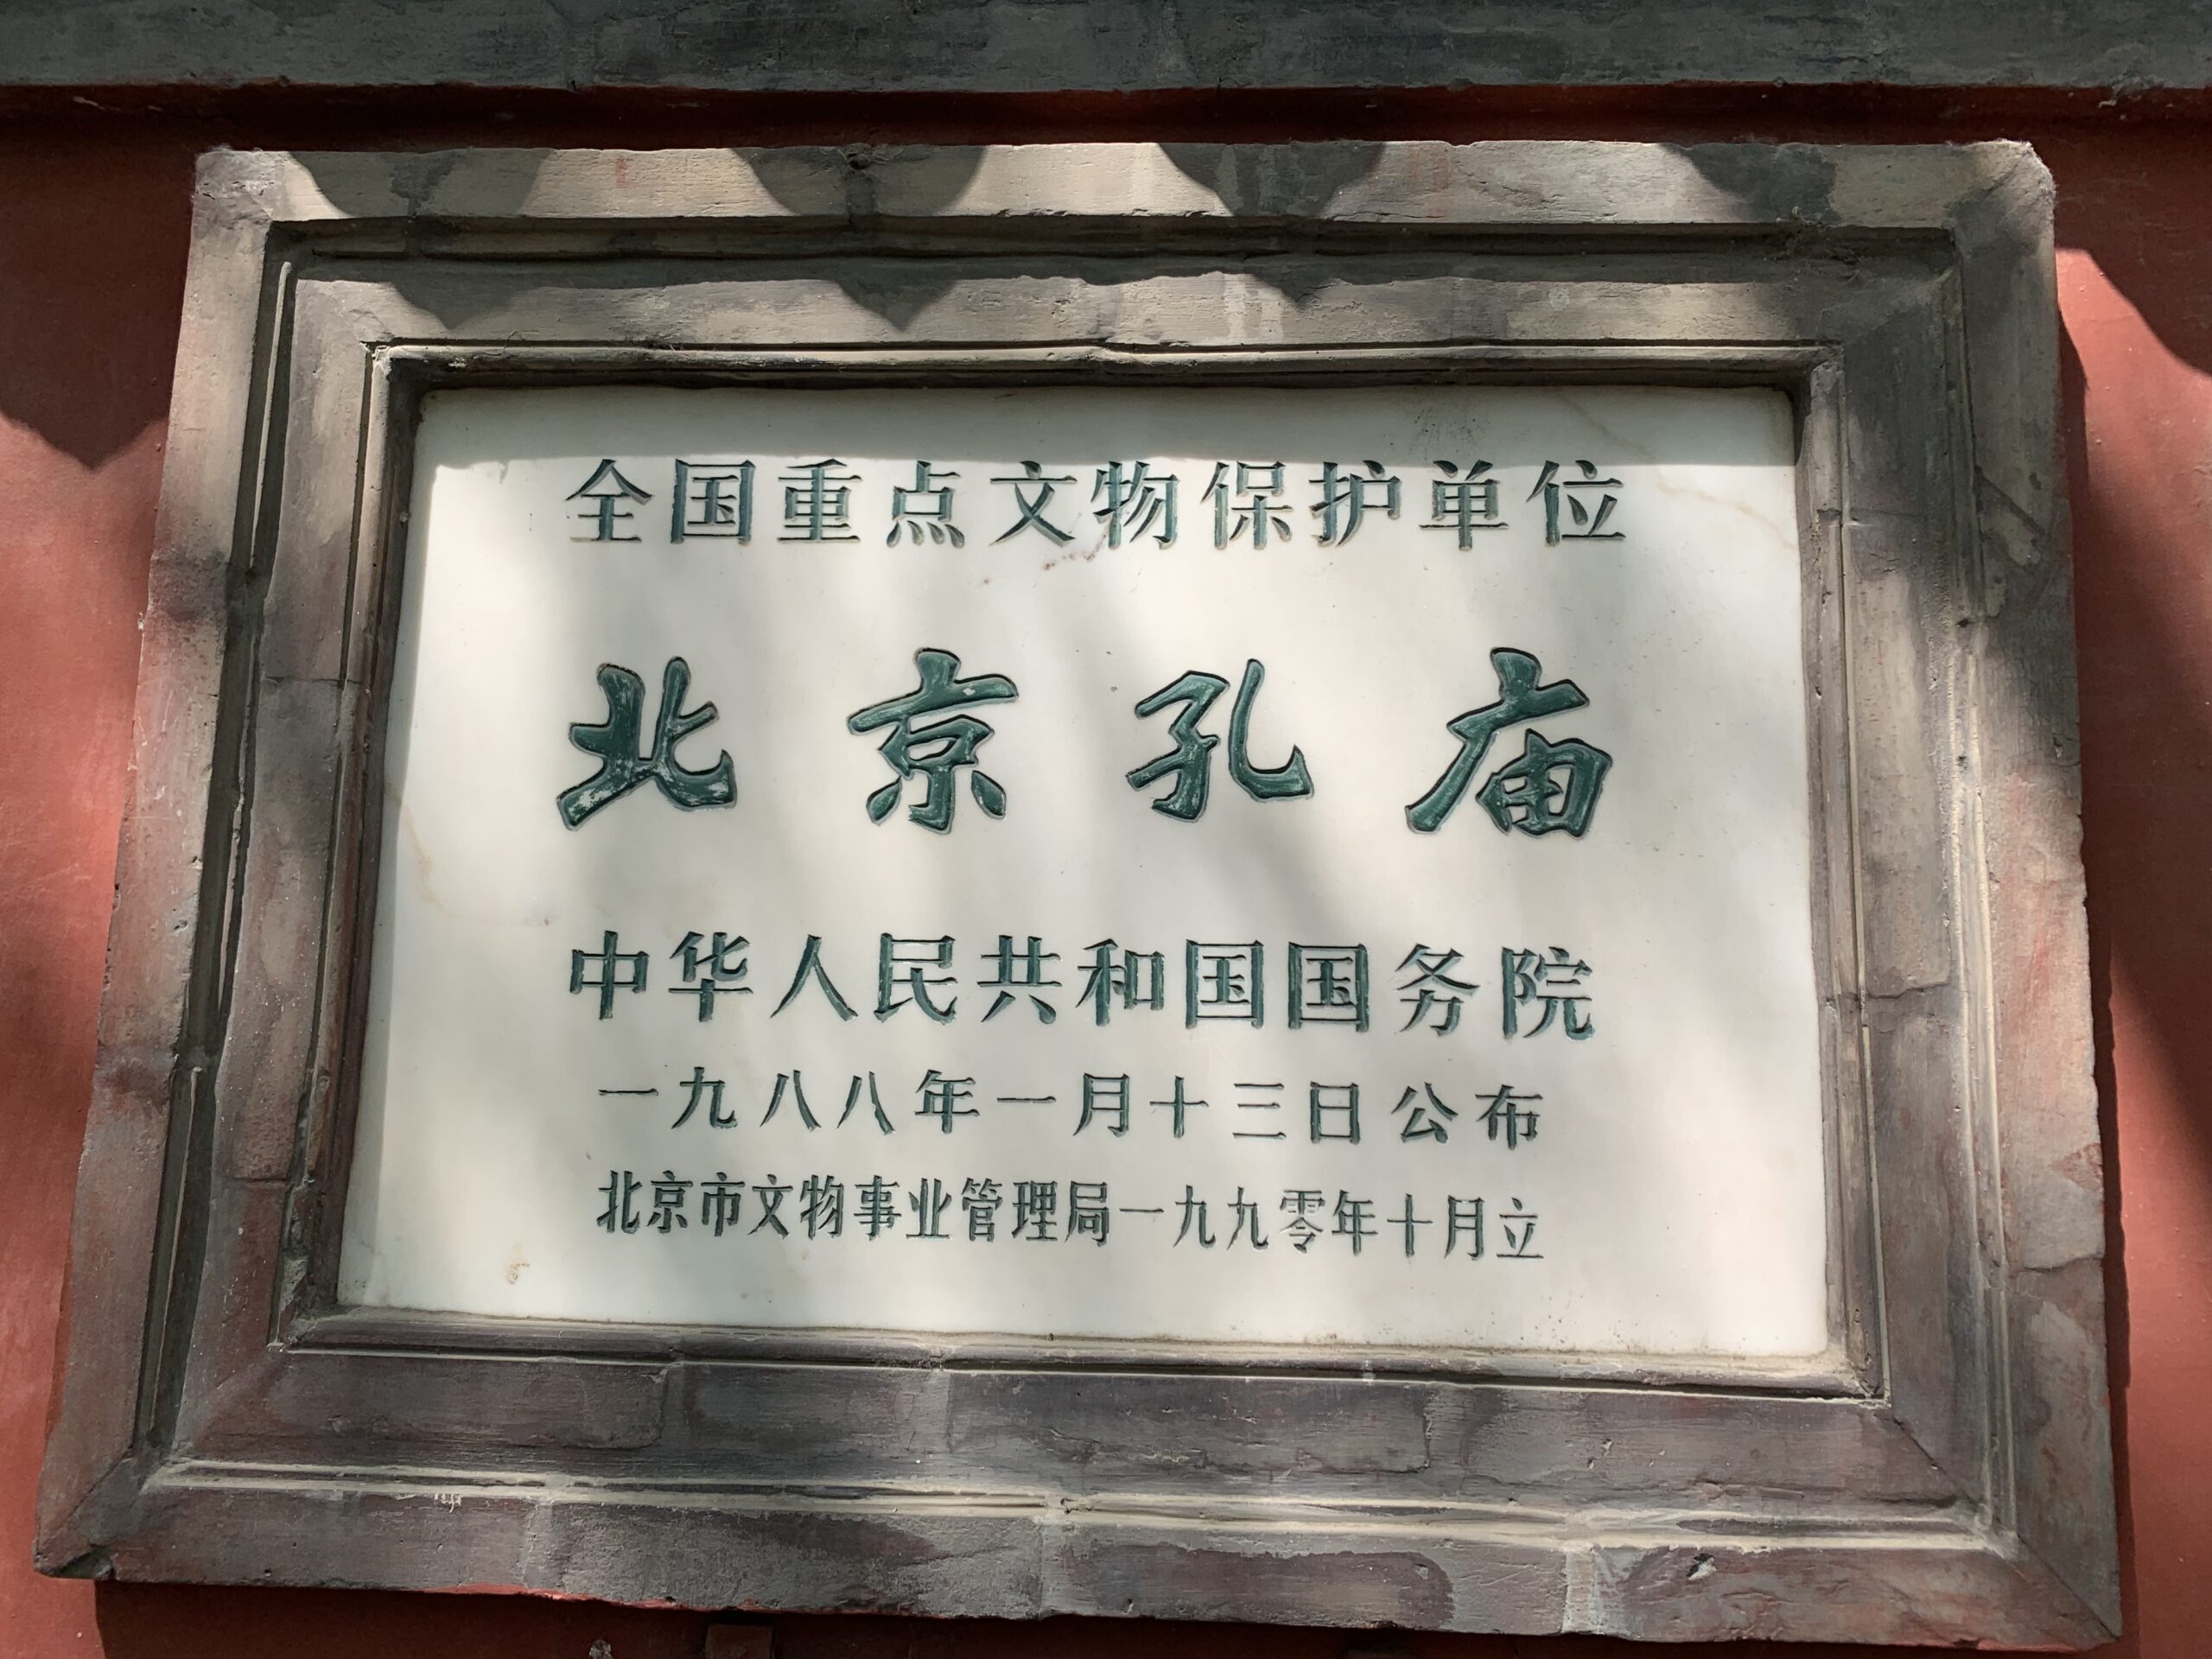 全国重点文物保护单位
北京孔庙
中华人民共和国国务院
一九八八年一月十三日公布
北京市文物事业管理局一九九零年十月立